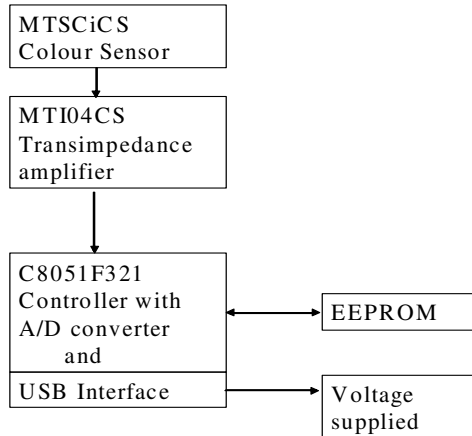 MTSCiCS
Colour Sensor
MTI04CS
Transimpedance
amplifier
C8051F321
Controller with
A/D converter
and
USB Interface
EEPROM
Voltage
supplied